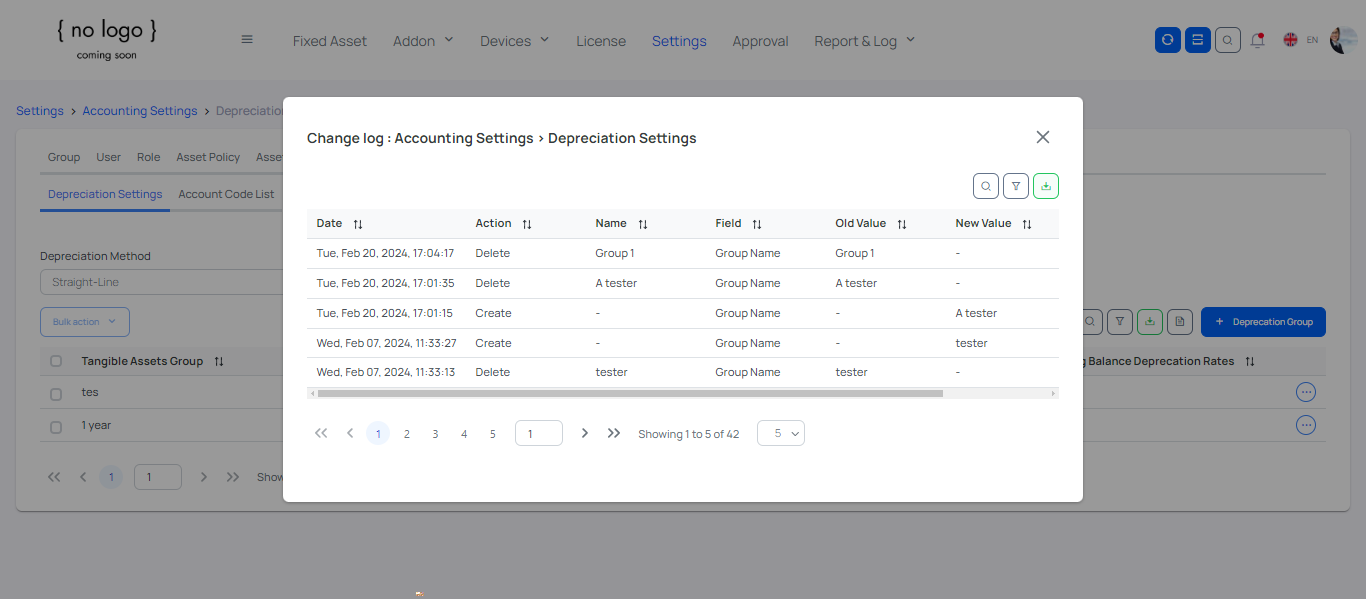 { no logo }
coming soon
Fixed Asset
Addon
Devices
License
Settings
Approval
Report & Log
EN
Settings > Accounting Settings >
Group
User
Role
Asset Policy
Depreciation Settings
Account Code List
Depreciation Method
Straight-Line
Bulk action
+ Deprecation Group
Tangible Assets Group
Balance Deprecation Rates
tes
1 year
1
1
Change log : Accounting Settings > Depreciation Settings
Date Action Name Field Old Value New Value
Tue, Feb 20, 2024, 17:04:17 Delete Group 1 Group Name Group 1 -
Tue, Feb 20, 2024, 17:01:35 Delete A tester Group Name A tester -
Tue, Feb 20, 2024, 17:01:15 Create - Group Name - A tester
Wed, Feb 07, 2024, 11:33:27 Create - Group Name - tester
Wed, Feb 07, 2024, 11:33:13 Delete tester Group Name tester -
1 2 3 4 5 1 Showing 1 to 5 of 42 5